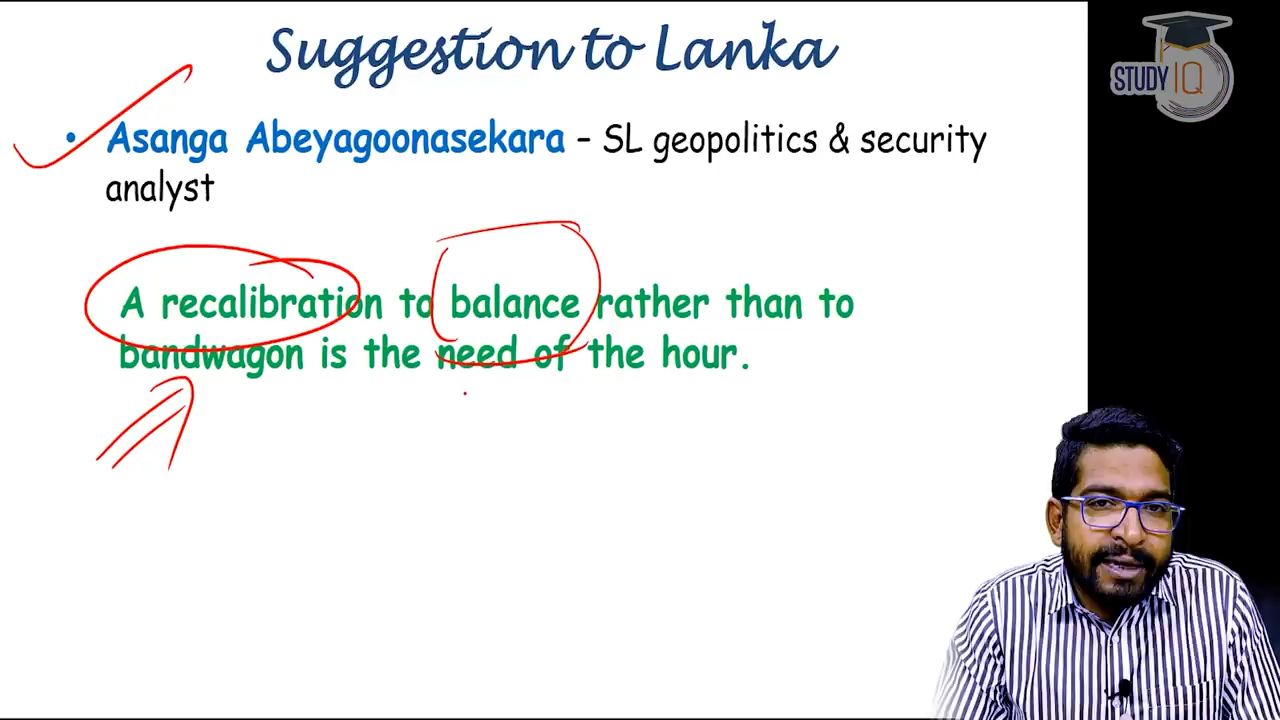 Suggestion to Lanka
STUDY IQ
• Asanga Abeyagoonasekara – SL geopolitics & security
analyst
A recalibration to balance rather than to
bandwagon is the need of the hour.